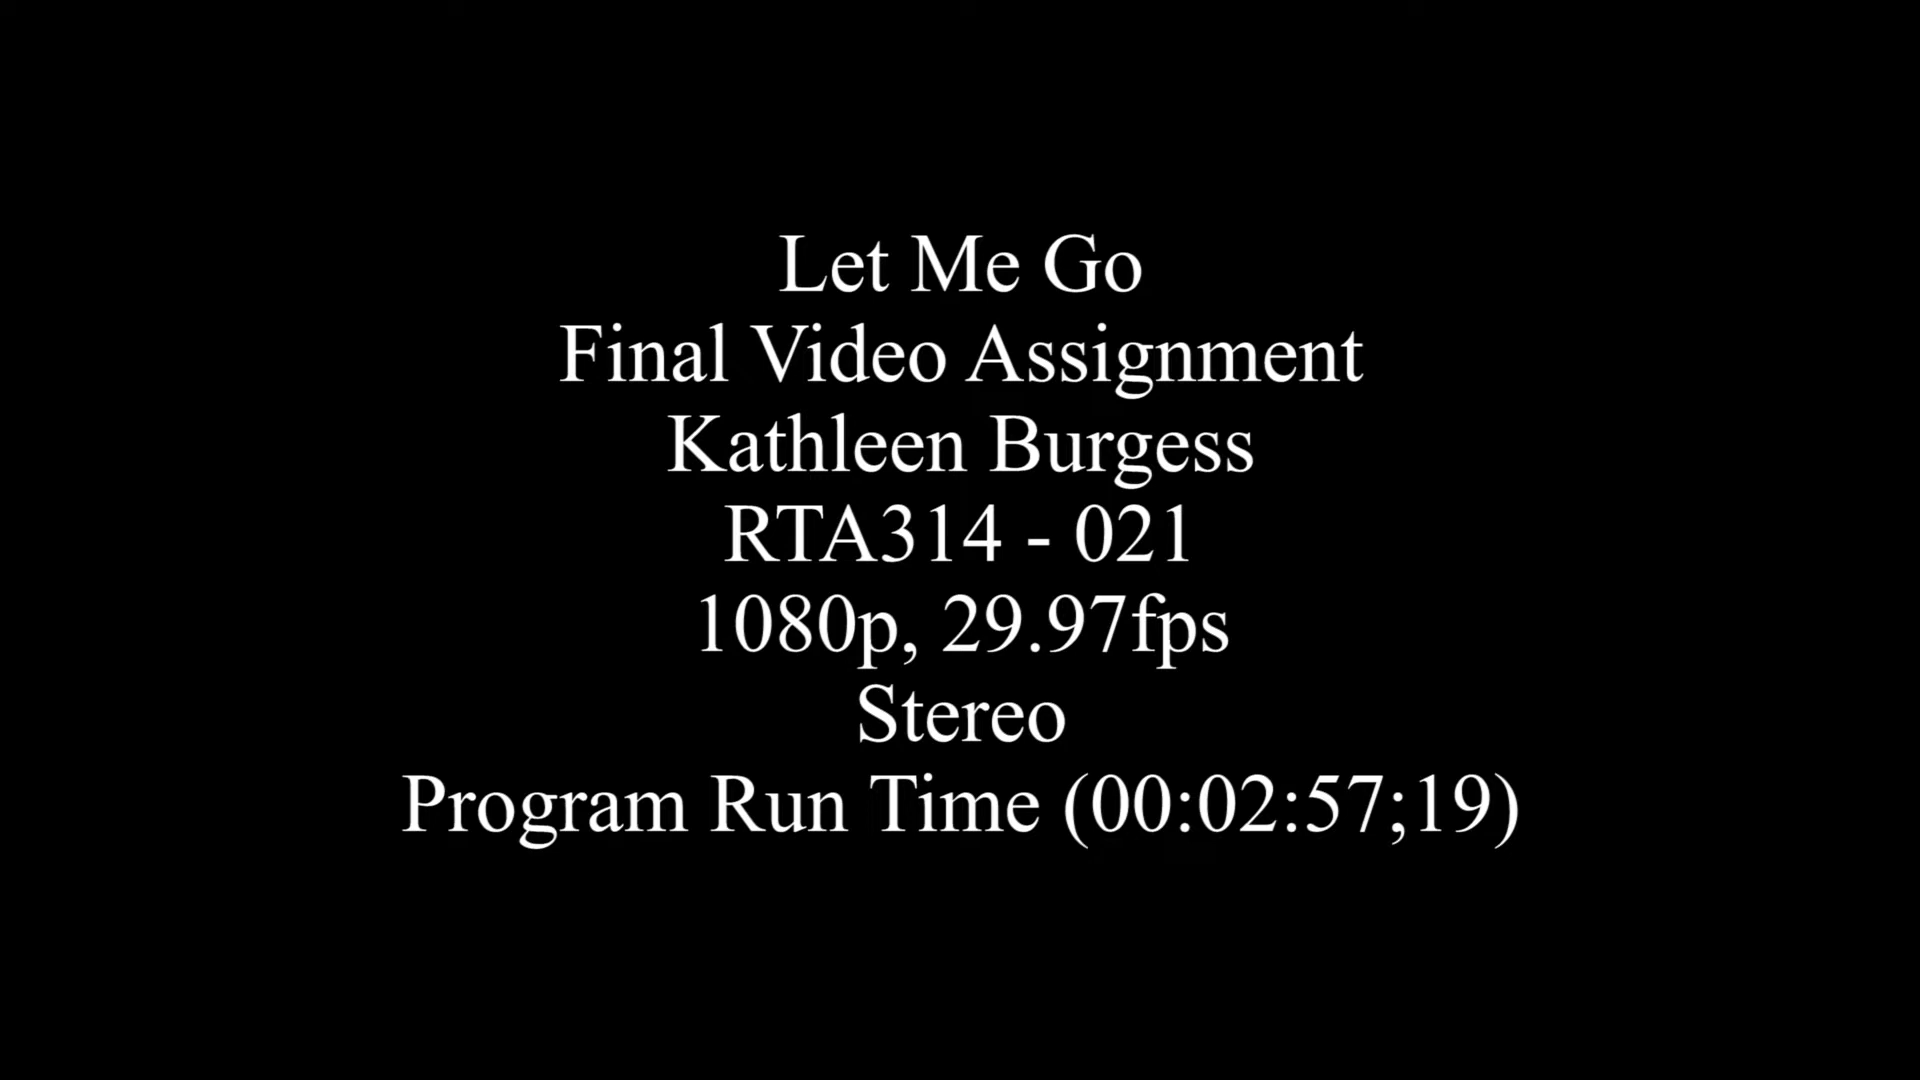 Let Me Go
Final Video Assignment
Kathleen Burgess
RTA314 - 021
1080p, 29.97fps
Stereo
Program Run Time (00:02:57;19)